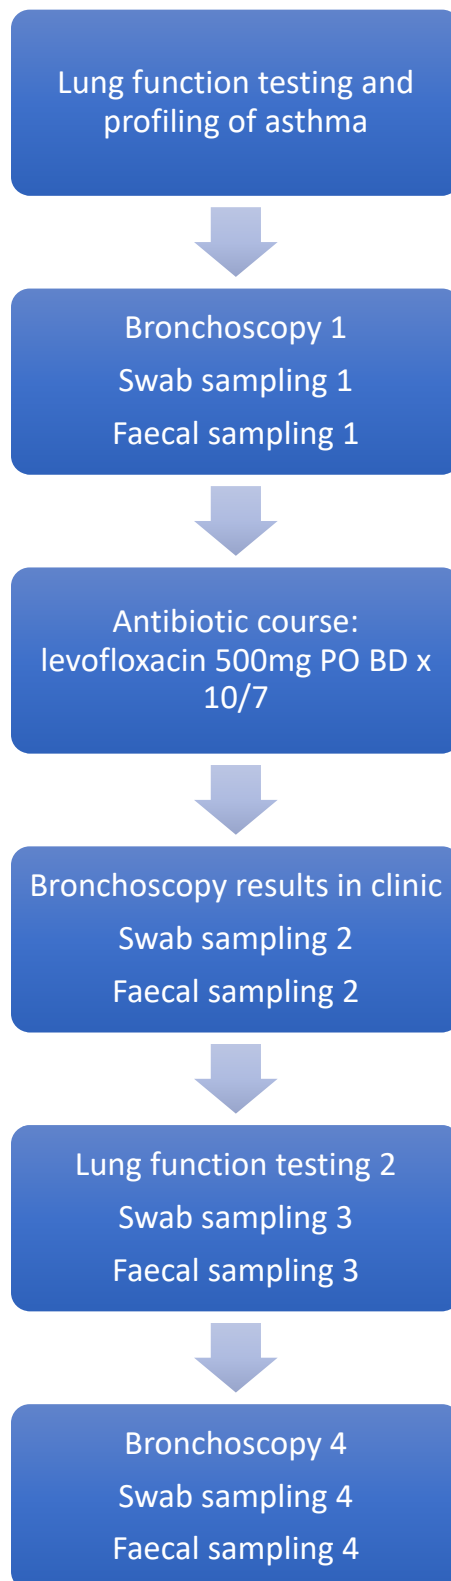 Lung function testing and
profiling of asthma
Bronchoscopy 1
Swab sampling 1
Faecal sampling 1
Antibiotic course:
levofloxacin 500mg PO BD x
10/7
Bronchoscopy results in clinic
Swab sampling 2
Faecal sampling 2
Lung function testing 2
Swab sampling 3
Faecal sampling 3
Bronchoscopy 4
Swab sampling 4
Faecal sampling 4